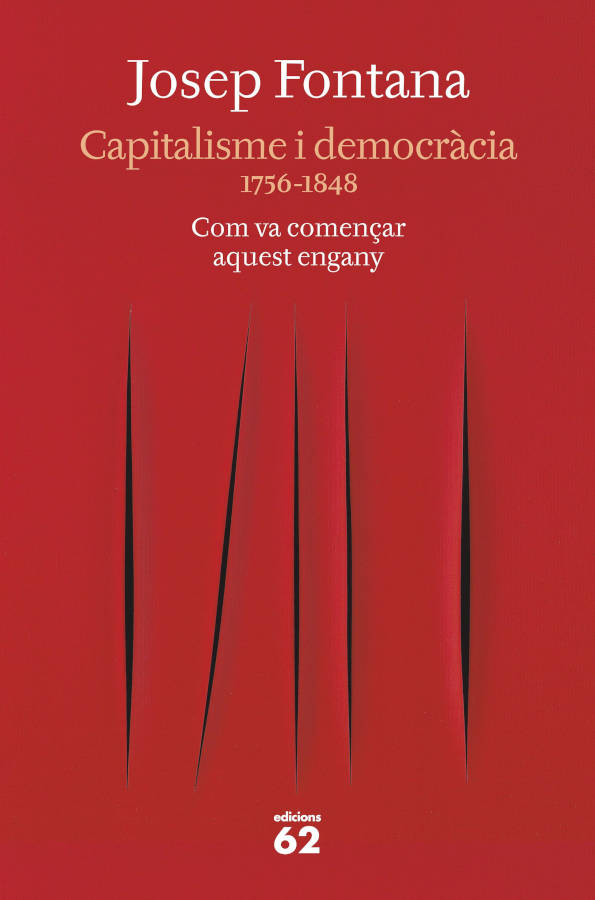 Josep Fontana
Capitalisme i democràcia
1756-1848
Com va començar
aquest engany
edicions
62